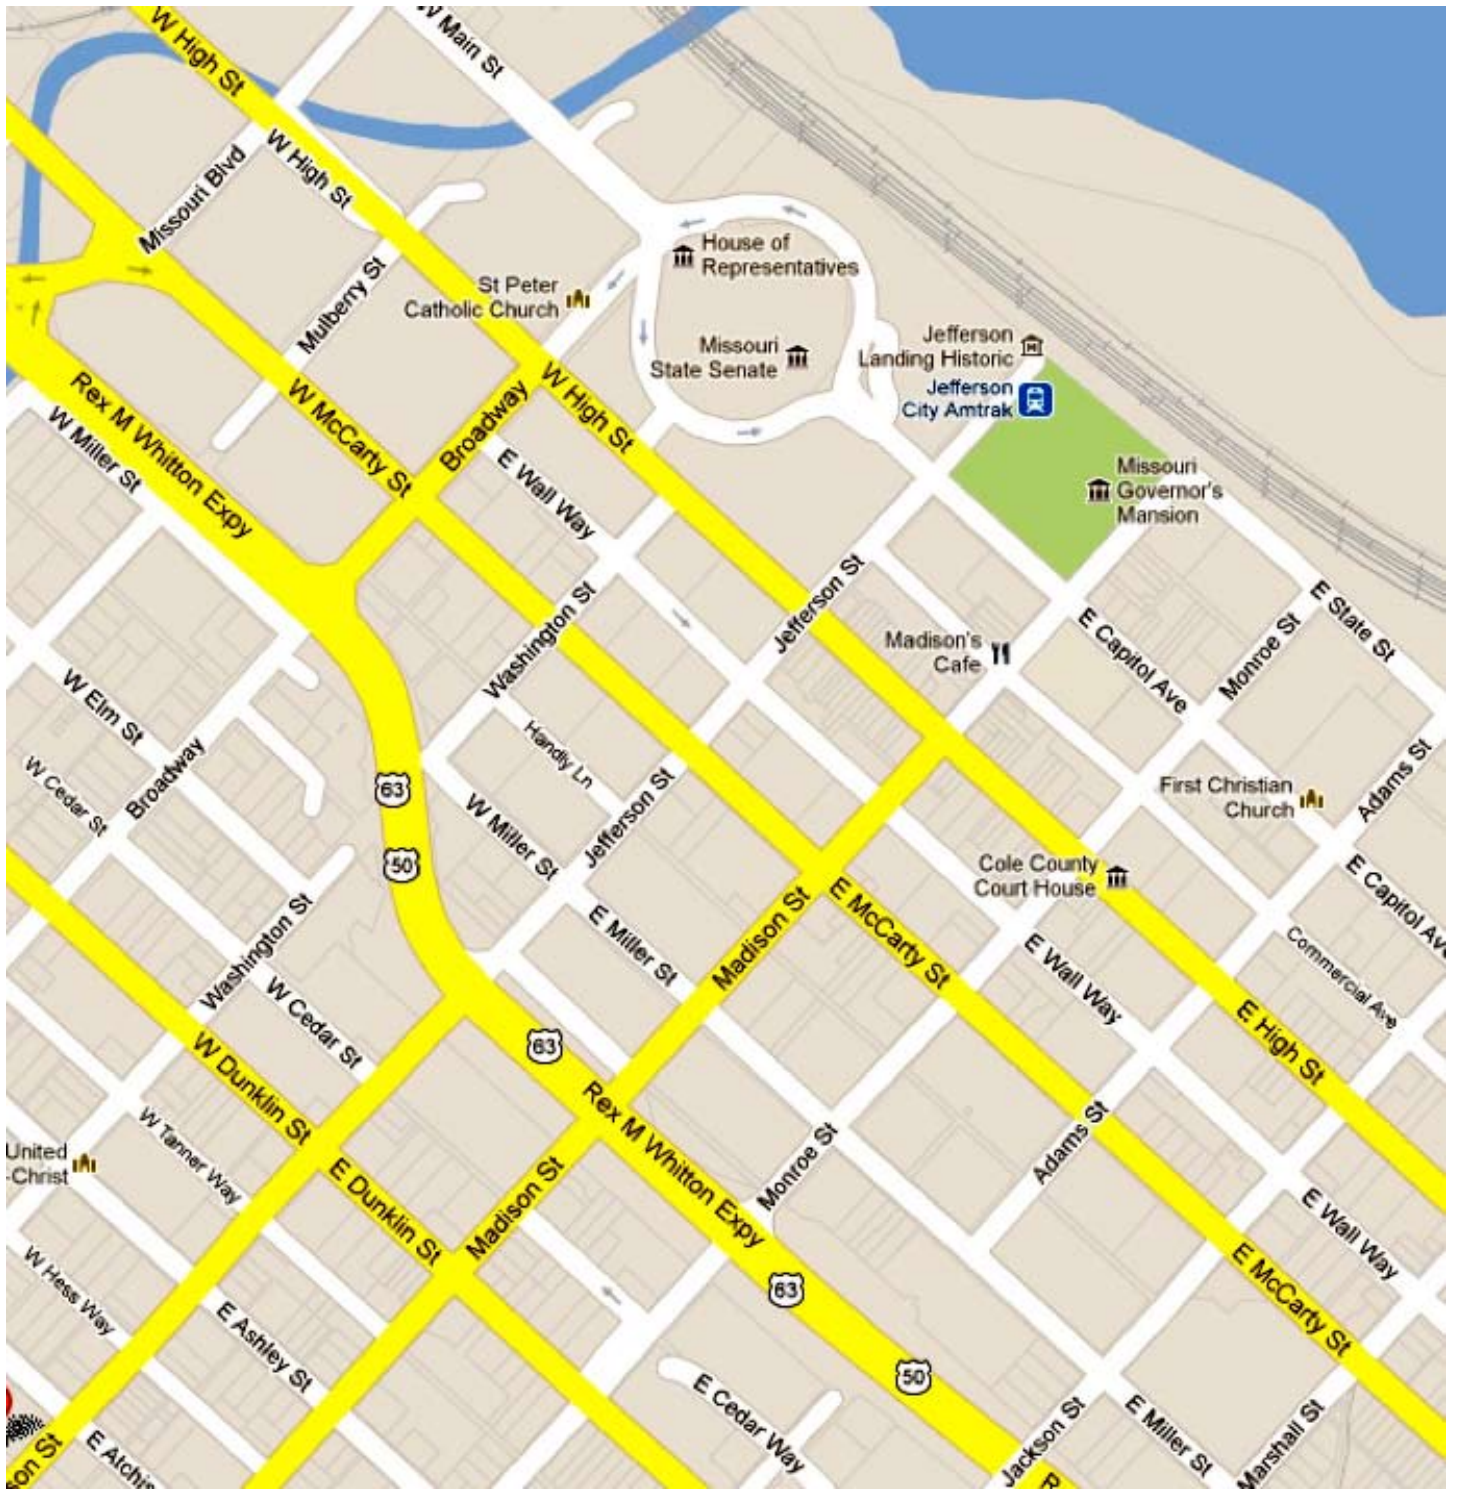 W High St
W Main St
W High St
Missouri Blvd
House of
Representatives
St Peter
Catholic Church
Mulberry St
Missouri
State Senate
Jefferson
Landing Historic
Jefferson
City Amtrak
W High St
Rex M Whitton Expy
W McCarty St
Broadway
W Miller St
E Wall Way
Missouri
Governor's
Mansion
Jefferson St
Washington St
Madison's
Cafe
E Capitol Ave
Monroe St
E State St
W Elm St
Handly Ln
W Cedar St
Broadway
63
Jefferson St
W Miller St
First Christian
Church
Adams St
50
Cole County
Court House
E Capitol Av
Madison St
E McCarty St
E Miller St
Washington St
E Wall Way
Commercial Ave
W Cedar St
E High St
63
W Dunklin St
Rex M Whitton Expy
W Tanner Way
United
-Christ
E Dunklin St
Madison St
Monroe St
Adams St
E Wall Way
W Hess Way
E Ashley St
63
E McCarty St
50
E Cedar Way
Jackson St
E Miller St
Marshall St
E Atchis
son St
R